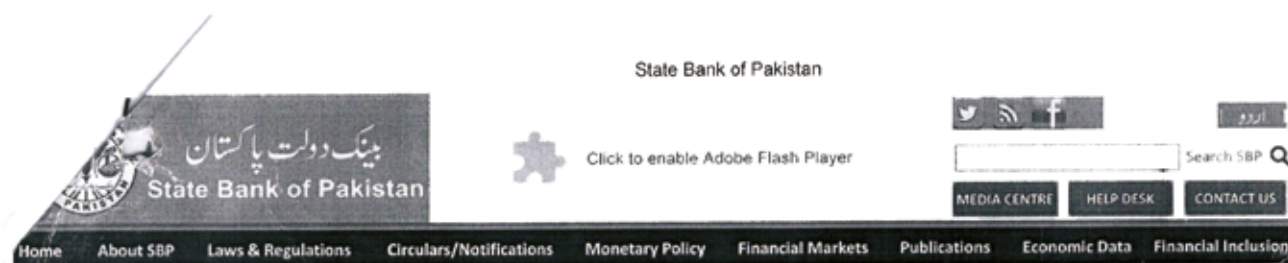 State Bank of Pakistan
بینک دولت پاکستان
State Bank of Pakistan
PAKISTAN
Click to enable Adobe Flash Player
f
اردو
Search SBP
MEDIA CENTRE HELP DESK CONTACT US
Home About SBP Laws & Regulations Circulars/Notifications Monetary Policy Financial Markets Publications Economic Data Financial Inclusion